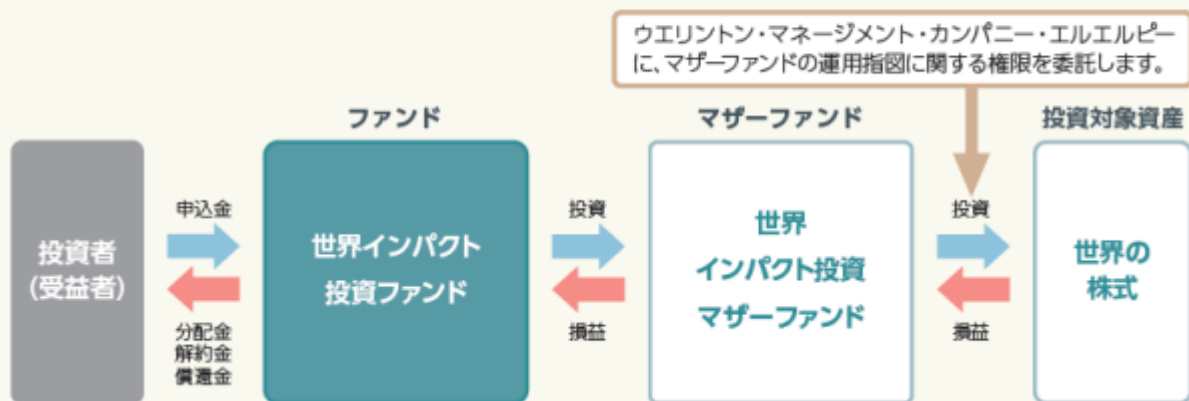 ウエリントン・マネージメント・カンパニー・エルエルピー
に、マザーファンドの運用指図に関する権限を委託します。
ファンド
マザーファンド
投資対象資産
投資者
(受益者)
申込金
分配金
解約金
償還金
世界インパクト
投資ファンド
投資
損益
世界
インパクト投資
マザーファンド
投資
損益
世界の
株式